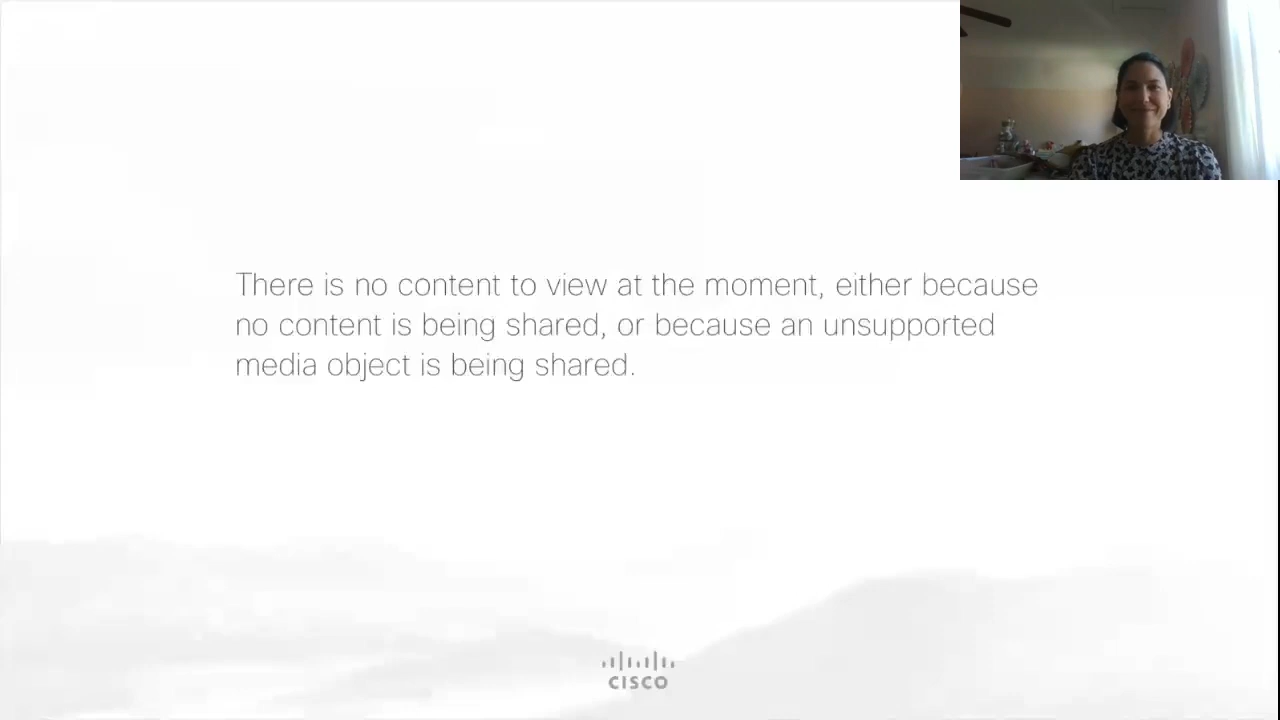 There is no content to view at the moment, either because
no content is being shared, or because an unsupported
media object is being shared.
CISCO